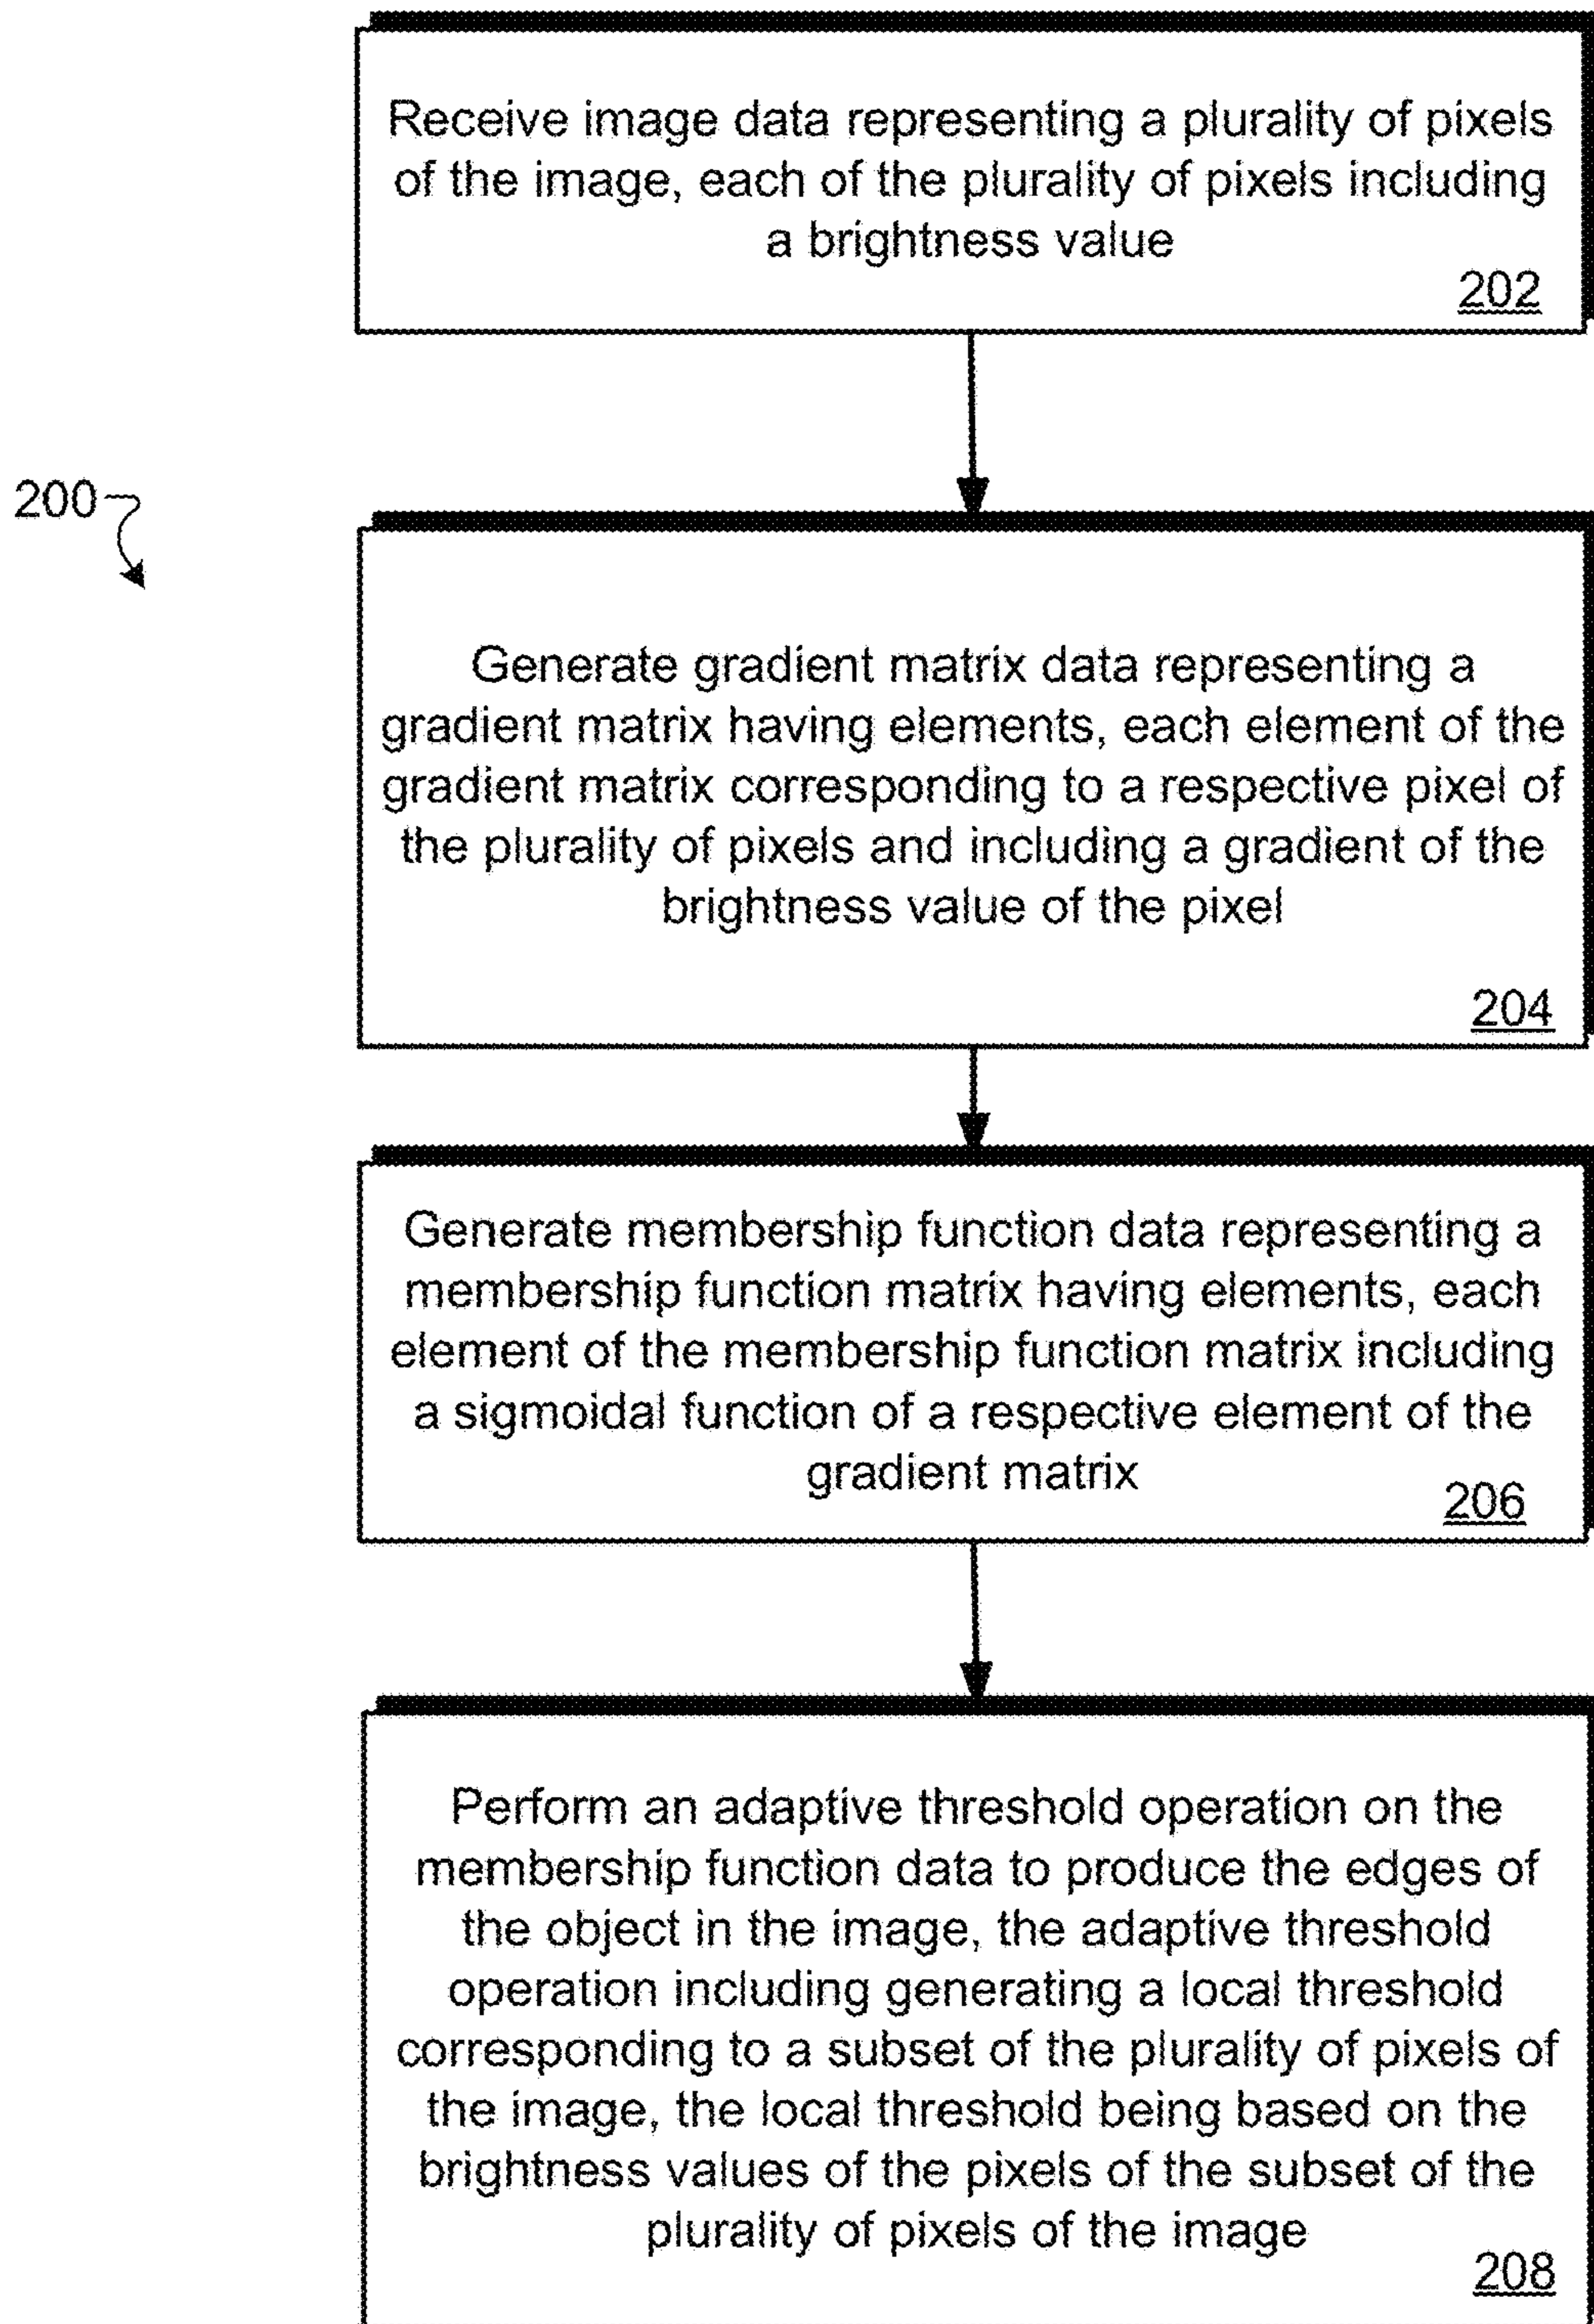 Receive image data representing a plurality of pixels
of the image, each of the plurality of pixels including
a brightness value
202
200
Generate gradient matrix data representing a
gradient matrix having elements, each element of the
gradient matrix corresponding to a respective pixel of
the plurality of pixels and including a gradient of the
brightness value of the pixel
204
Generate membership function data representing a
membership function matrix having elements, each
element of the membership function matrix including
a sigmoidal function of a respective element of the
gradient matrix
206
Perform an adaptive threshold operation on the
membership function data to produce the edges of
the object in the image, the adaptive threshold
operation including generating a local threshold
corresponding to a subset of the plurality of pixels of
the image, the local threshold being based on the
brightness values of the pixels of the subset of the
plurality of pixels of the image
208